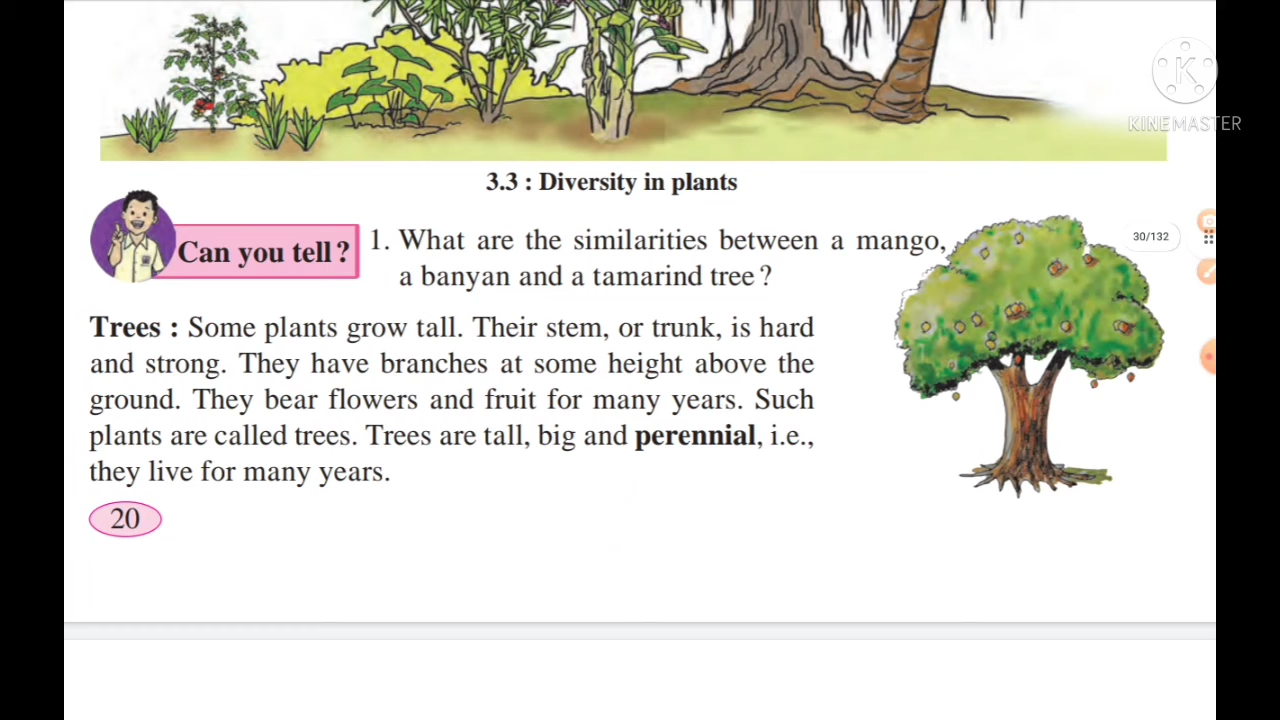 KINEMASTER
3.3 : Diversity in plants
Can you tell ?
1. What are the similarities between a mango,
a banyan and a tamarind tree ?
30/132
Trees : Some plants grow tall. Their stem, or trunk, is hard
and strong. They have branches at some height above the
ground. They bear flowers and fruit for many years. Such
plants are called trees. Trees are tall, big and perennial, i.e.,
they live for many years.
20